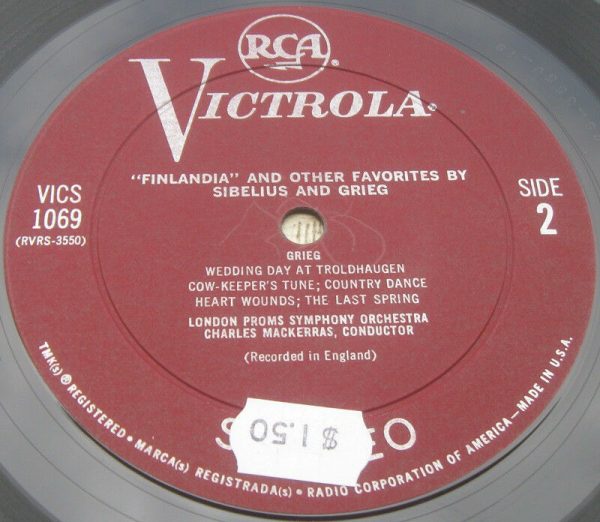 RCA®
VICTROLA®
"FINLANDIA" AND OTHER FAVORITES BY
SIBELIUS AND GRIEG
VICS
1069
(RVRS-3550)
SIDE
2
GRIEG
WEDDING DAY AT TROLDHAUGEN
COW-KEEPER'S TUNE; COUNTRY DANCE
HEART WOUNDS; THE LAST SPRING
LONDON PROMS SYMPHONY ORCHESTRA
CHARLES MACKERRAS, CONDUCTOR
(Recorded in England)
$1.50
TMK(s) ® REGISTERED • MARCA(s) REGISTRADA(s) • RADIO CORPORATION OF AMERICA—MADE IN U.S.A.